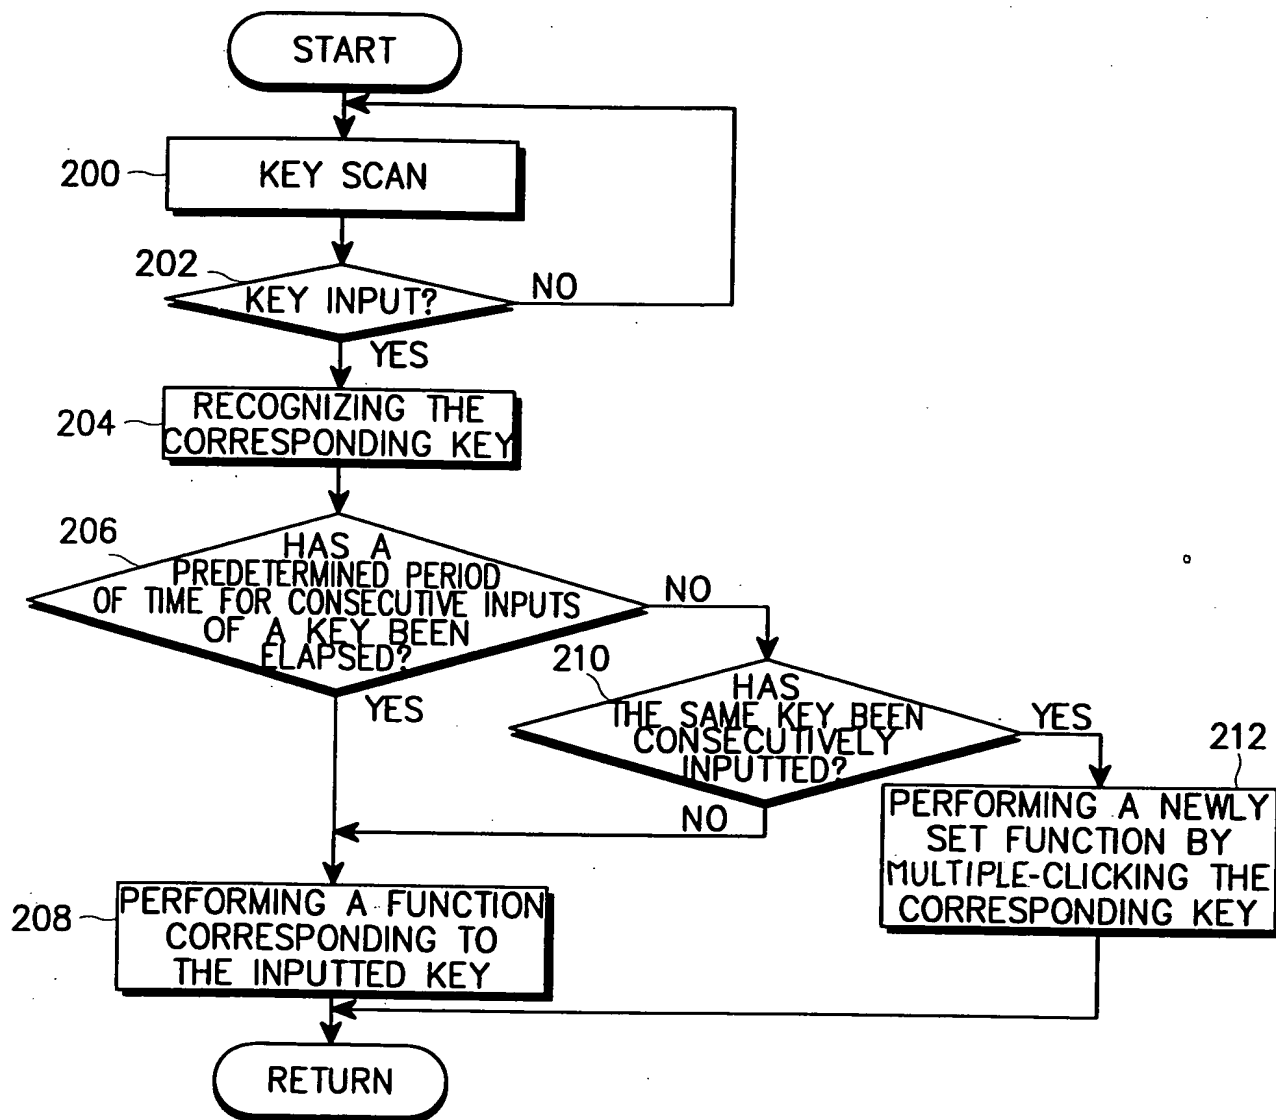 START
200
KEY SCAN
202
KEY INPUT?
NO
YES
204
RECOGNIZING THE
CORRESPONDING KEY
206
HAS A
PREDETERMINED PERIOD
OF TIME FOR CONSECUTIVE INPUTS
OF A KEY BEEN
ELAPSED?
NO
YES
210
HAS
THE SAME KEY BEEN
CONSECUTIVELY
INPUTTED?
YES
NO
212
PERFORMING A NEWLY
SET FUNCTION BY
MULTIPLE-CLICKING THE
CORRESPONDING KEY
208
PERFORMING A FUNCTION
CORRESPONDING TO
THE INPUTTED KEY
RETURN